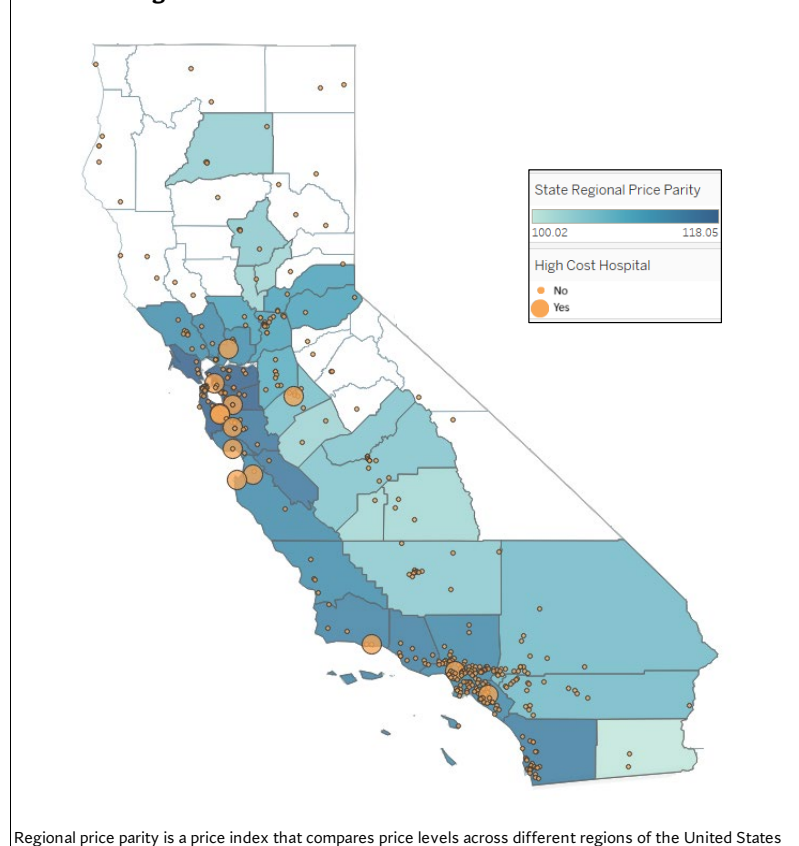 State Regional Price Parity
100.02 118.05
High Cost Hospital
No
Yes
Regional price parity is a price index that compares price levels across different regions of the United States